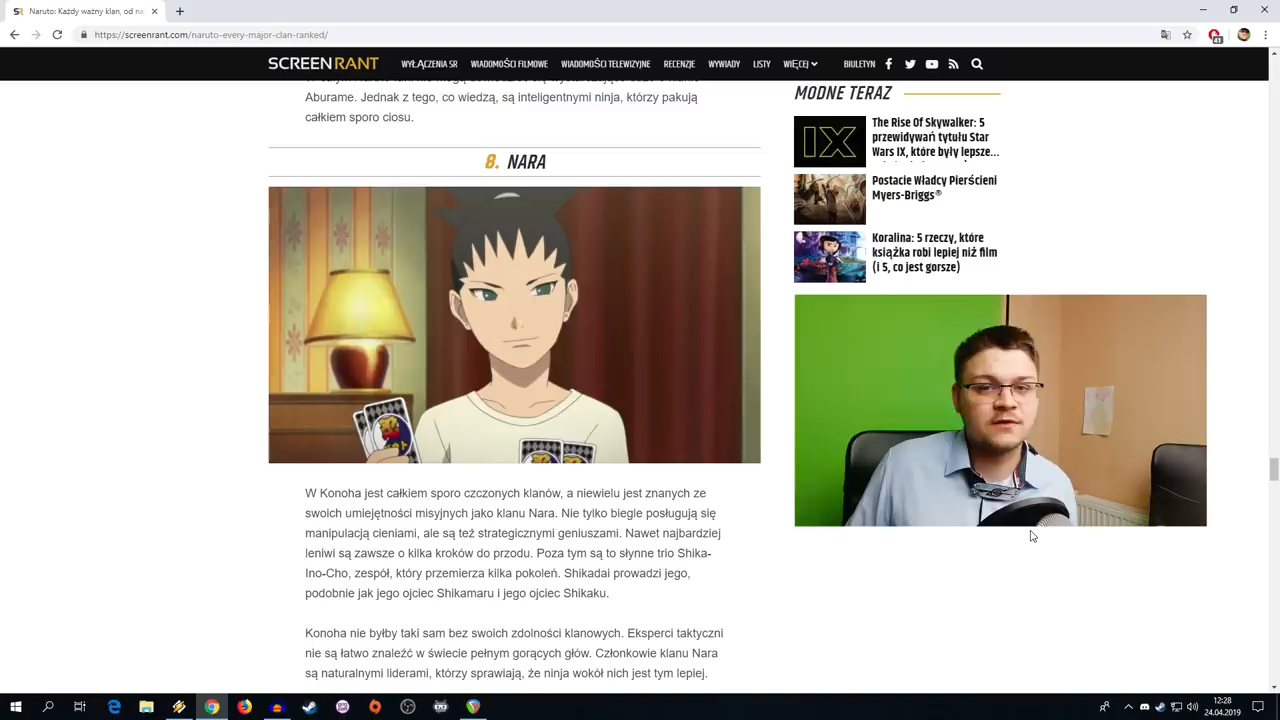 Naruto: Każdy ważny klan, od na
https://screenrant.com/naruto-every-major-clan-ranked/
41
SCREENRANT
WYŁĄCZENIA SR
WIADOMOŚCI FILMOWE
WIADOMOŚCI TELEWIZYJNE
RECENZJE
WYWIADY
LISTY
WIĘCEJ
BIULETYN
Aburame. Jednak z tego, co wiedzą, są inteligentnymi ninja, którzy pakują
całkiem sporo ciosu.
8. NARA
W Konoha jest całkiem sporo czczonych klanów, a niewielu jest znanych ze
swoich umiejętności misyjnych jako klanu Nara. Nie tylko biegle posługują się
manipulacją cieniami, ale są też strategicznymi geniuszami. Nawet najbardziej
leniwi są zawsze o kilka kroków do przodu. Poza tym są to słynne trio Shika-
Ino-Cho, zespół, który przemierza kilka pokoleń. Shikadai prowadzi jego,
podobnie jak jego ojciec Shikamaru i jego ojciec Shikaku.
Konoha nie byłby taki sam bez swoich zdolności klanowych. Eksperci taktyczni
nie są łatwo znaleźć w świecie pełnym gorących głów. Członkowie klanu Nara
są naturalnymi liderami, którzy sprawiają, że ninja wokół nich jest tym lepiej.
MODNE TERAZ
IX
The Rise Of Skywalker: 5
przewidywań tytułu Star
Wars IX, które były lepsze...
Postacie Władcy Pierścieni
Myers-Briggs®
Koralina: 5 rzeczy, które
książka robi lepiej niż film
(i 5, co jest gorsze)
12:28
24.04.2019